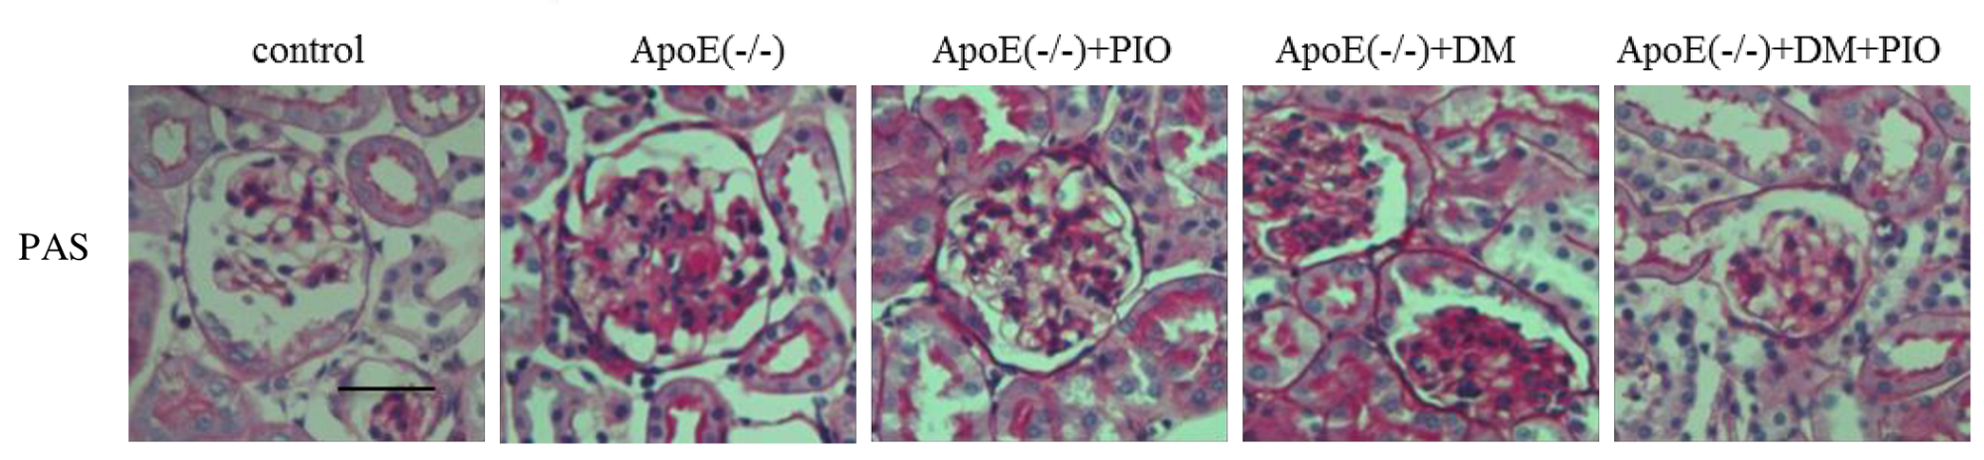 control ApoE(-/-) ApoE(-/-)+PIO ApoE(-/-)+DM ApoE(-/-)+DM+PIO
PAS